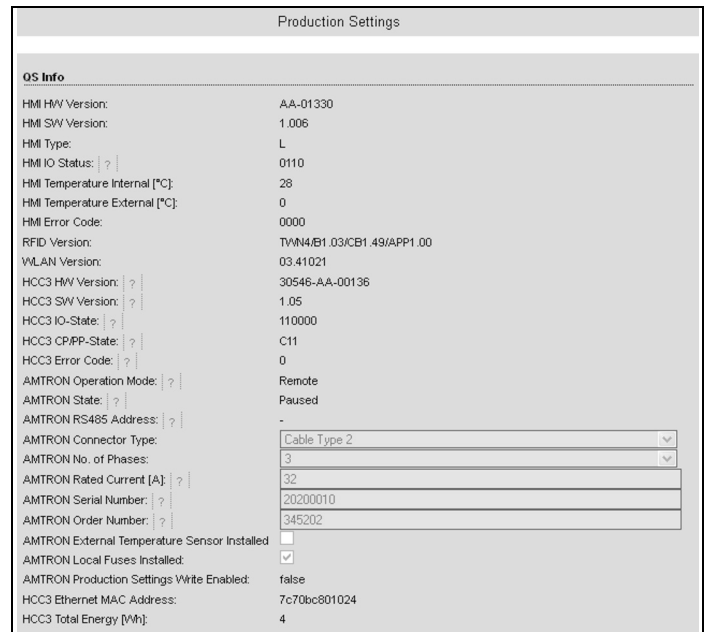 Production Settings
QS Info
HMI HW Version: AA-01330
HMI SW Version: 1.006
HMI Type: L
HMI IO Status: ? 0110
HMI Temperature Internal [°C]: 28
HMI Temperature External [°C]: 0
HMI Error Code: 0000
RFID Version: TWN4/B1.03/CB1.49/APP1.00
WLAN Version: 03.41021
HCC3 HW Version: ? 30546-AA-00136
HCC3 SW Version: ? 1.05
HCC3 IO-State: ? 110000
HCC3 CP/PP-State: ? C11
HCC3 Error Code: ? 0
AMTRON Operation Mode: ? Remote
AMTRON State: ? Paused
AMTRON RS485 Address: ? -
AMTRON Connector Type: Cable Type 2
AMTRON No. of Phases: 3
AMTRON Rated Current [A]: ? 32
AMTRON Serial Number: ? 20200010
AMTRON Order Number: ? 345202
AMTRON External Temperature Sensor Installed
AMTRON Local Fuses Installed:
AMTRON Production Settings Write Enabled: false
HCC3 Ethernet MAC Address: 7c70bc801024
HCC3 Total Energy [Wh]: 4